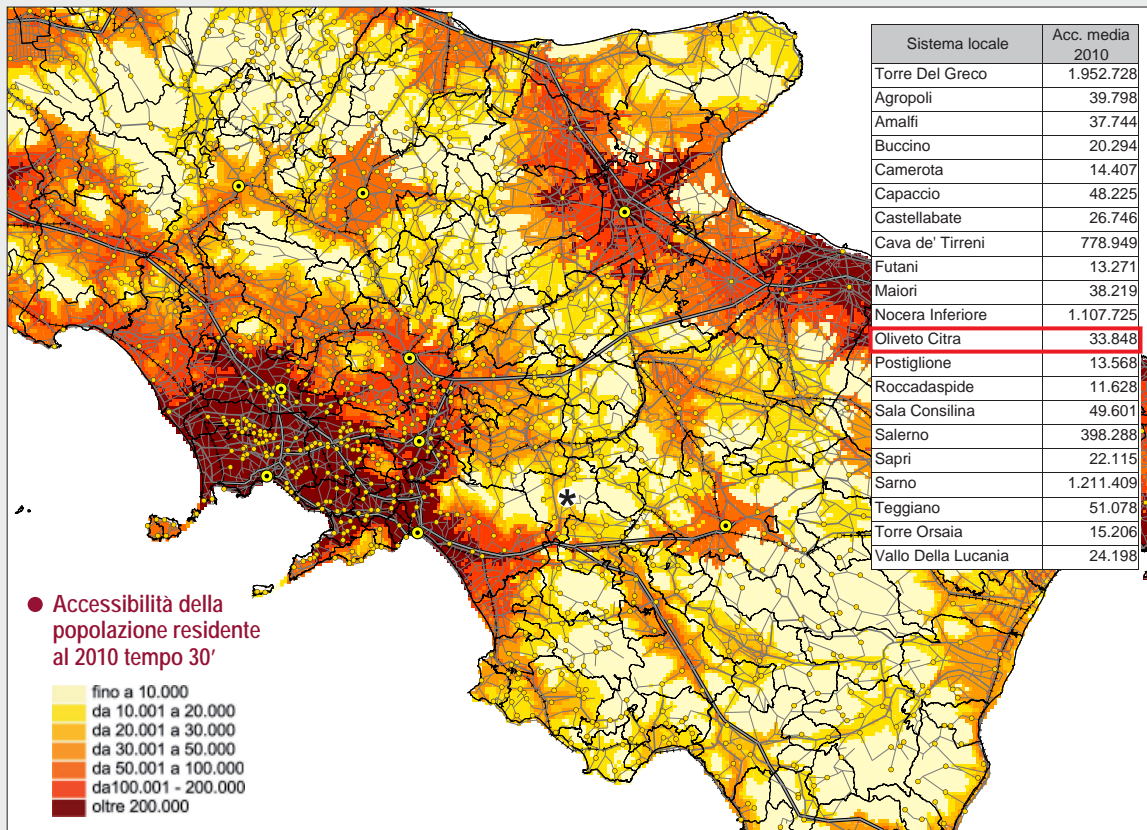 Sistema locale Acc. media 2010
Torre Del Greco 1.952.728
Agropoli 39.798
Amalfi 37.744
Buccino 20.294
Camerota 14.407
Capaccio 48.225
Castellabate 26.746
Cava de' Tirreni 778.949
Futani 13.271
Maiori 38.219
Nocera Inferiore 1.107.725
Oliveto Citra 33.848
Postiglione 13.568
Roccadaspide 11.628
Sala Consilina 49.601
Salerno 398.288
Sapri 22.115
Sarno 1.211.409
Teggiano 51.078
Torre Orsaia 15.206
Vallo Della Lucania 24.198
*
● Accessibilità della
popolazione residente
al 2010 tempo 30'
fino a 10.000
da 10.001 a 20.000
da 20.001 a 30.000
da 30.001 a 50.000
da 50.001 a 100.000
da100.001 - 200.000
oltre 200.000